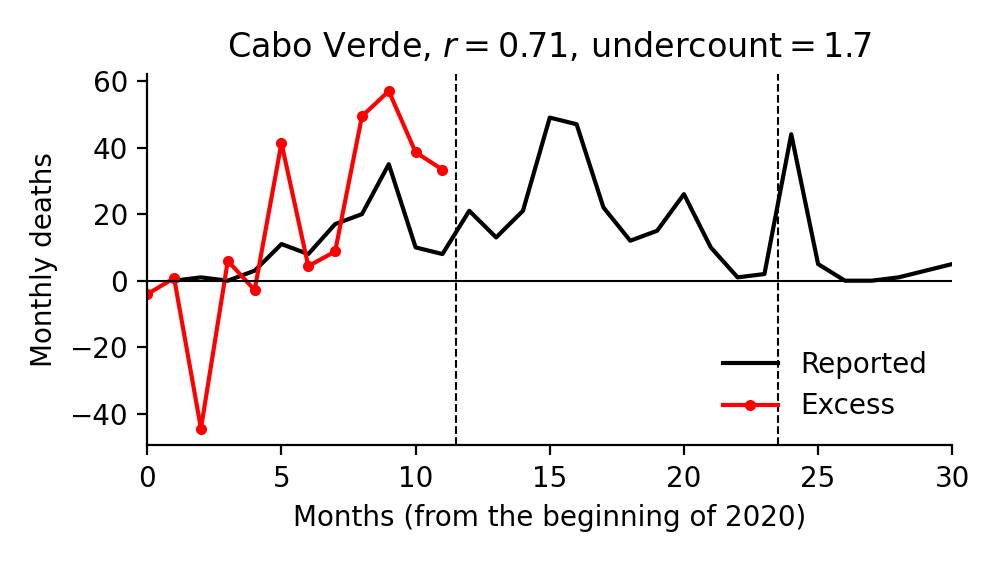 Cabo Verde, r = 0.71, undercount = 1.7
Monthly deaths
60
40
20
0
−20
−40
Reported
Excess
0 5 10 15 20 25 30
Months (from the beginning of 2020)